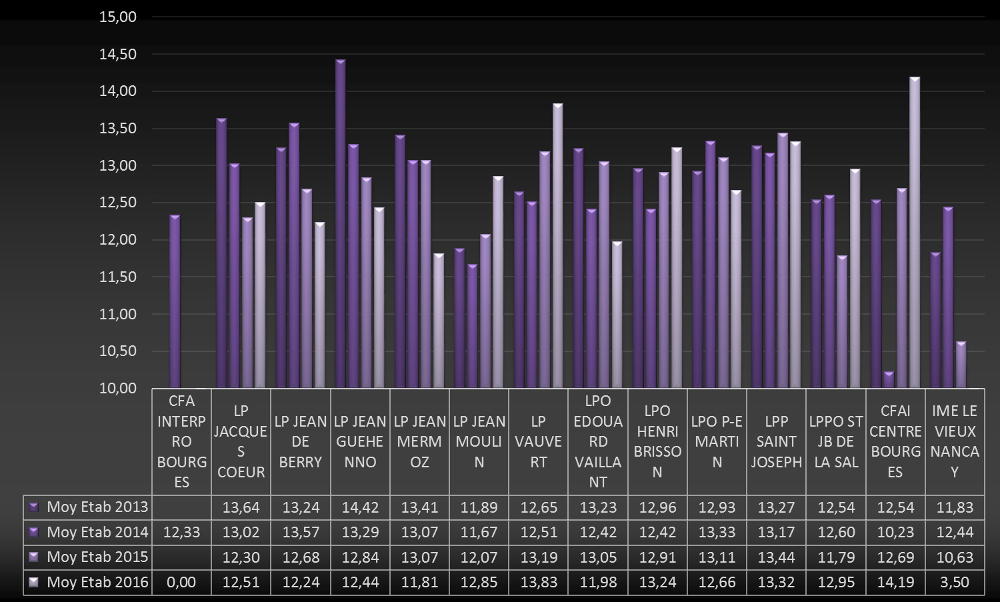 15,00
14,50
14,00
13,50
13,00
12,50
12,00
11,50
11,00
10,50
10,00
CFA
INTERP
RO
BOURG
ES
LP
JACQUE
S
COEUR
LP JEAN
DE
BERRY
LP JEAN
GUEHE
NNO
LP JEAN
MERM
OZ
LP JEAN
MOULI
N
LP
VAUVE
RT
LPO
EDOUA
RD
VAILLA
NT
LPO
HENRI
BRISSO
N
LPO P-E
MARTI
N
LPP
SAINT
JOSEPH
LPPO ST
JB DE
LA SAL
CFAI
CENTRE
BOURG
ES
IME LE
VIEUX
NANCA
Y
Moy Etab 2013 13,64 13,24 14,42 13,41 11,89 12,65 13,23 12,96 12,93 13,27 12,54 12,54 11,83
Moy Etab 2014 12,33 13,02 13,57 13,29 13,07 11,67 12,51 12,42 12,42 13,33 13,17 12,60 10,23 12,44
Moy Etab 2015 12,30 12,68 12,84 13,07 12,07 13,19 13,05 12,91 13,11 13,44 11,79 12,69 10,63
Moy Etab 2016 0,00 12,51 12,24 12,44 11,81 12,85 13,83 11,98 13,24 12,66 13,32 12,95 14,19 3,50